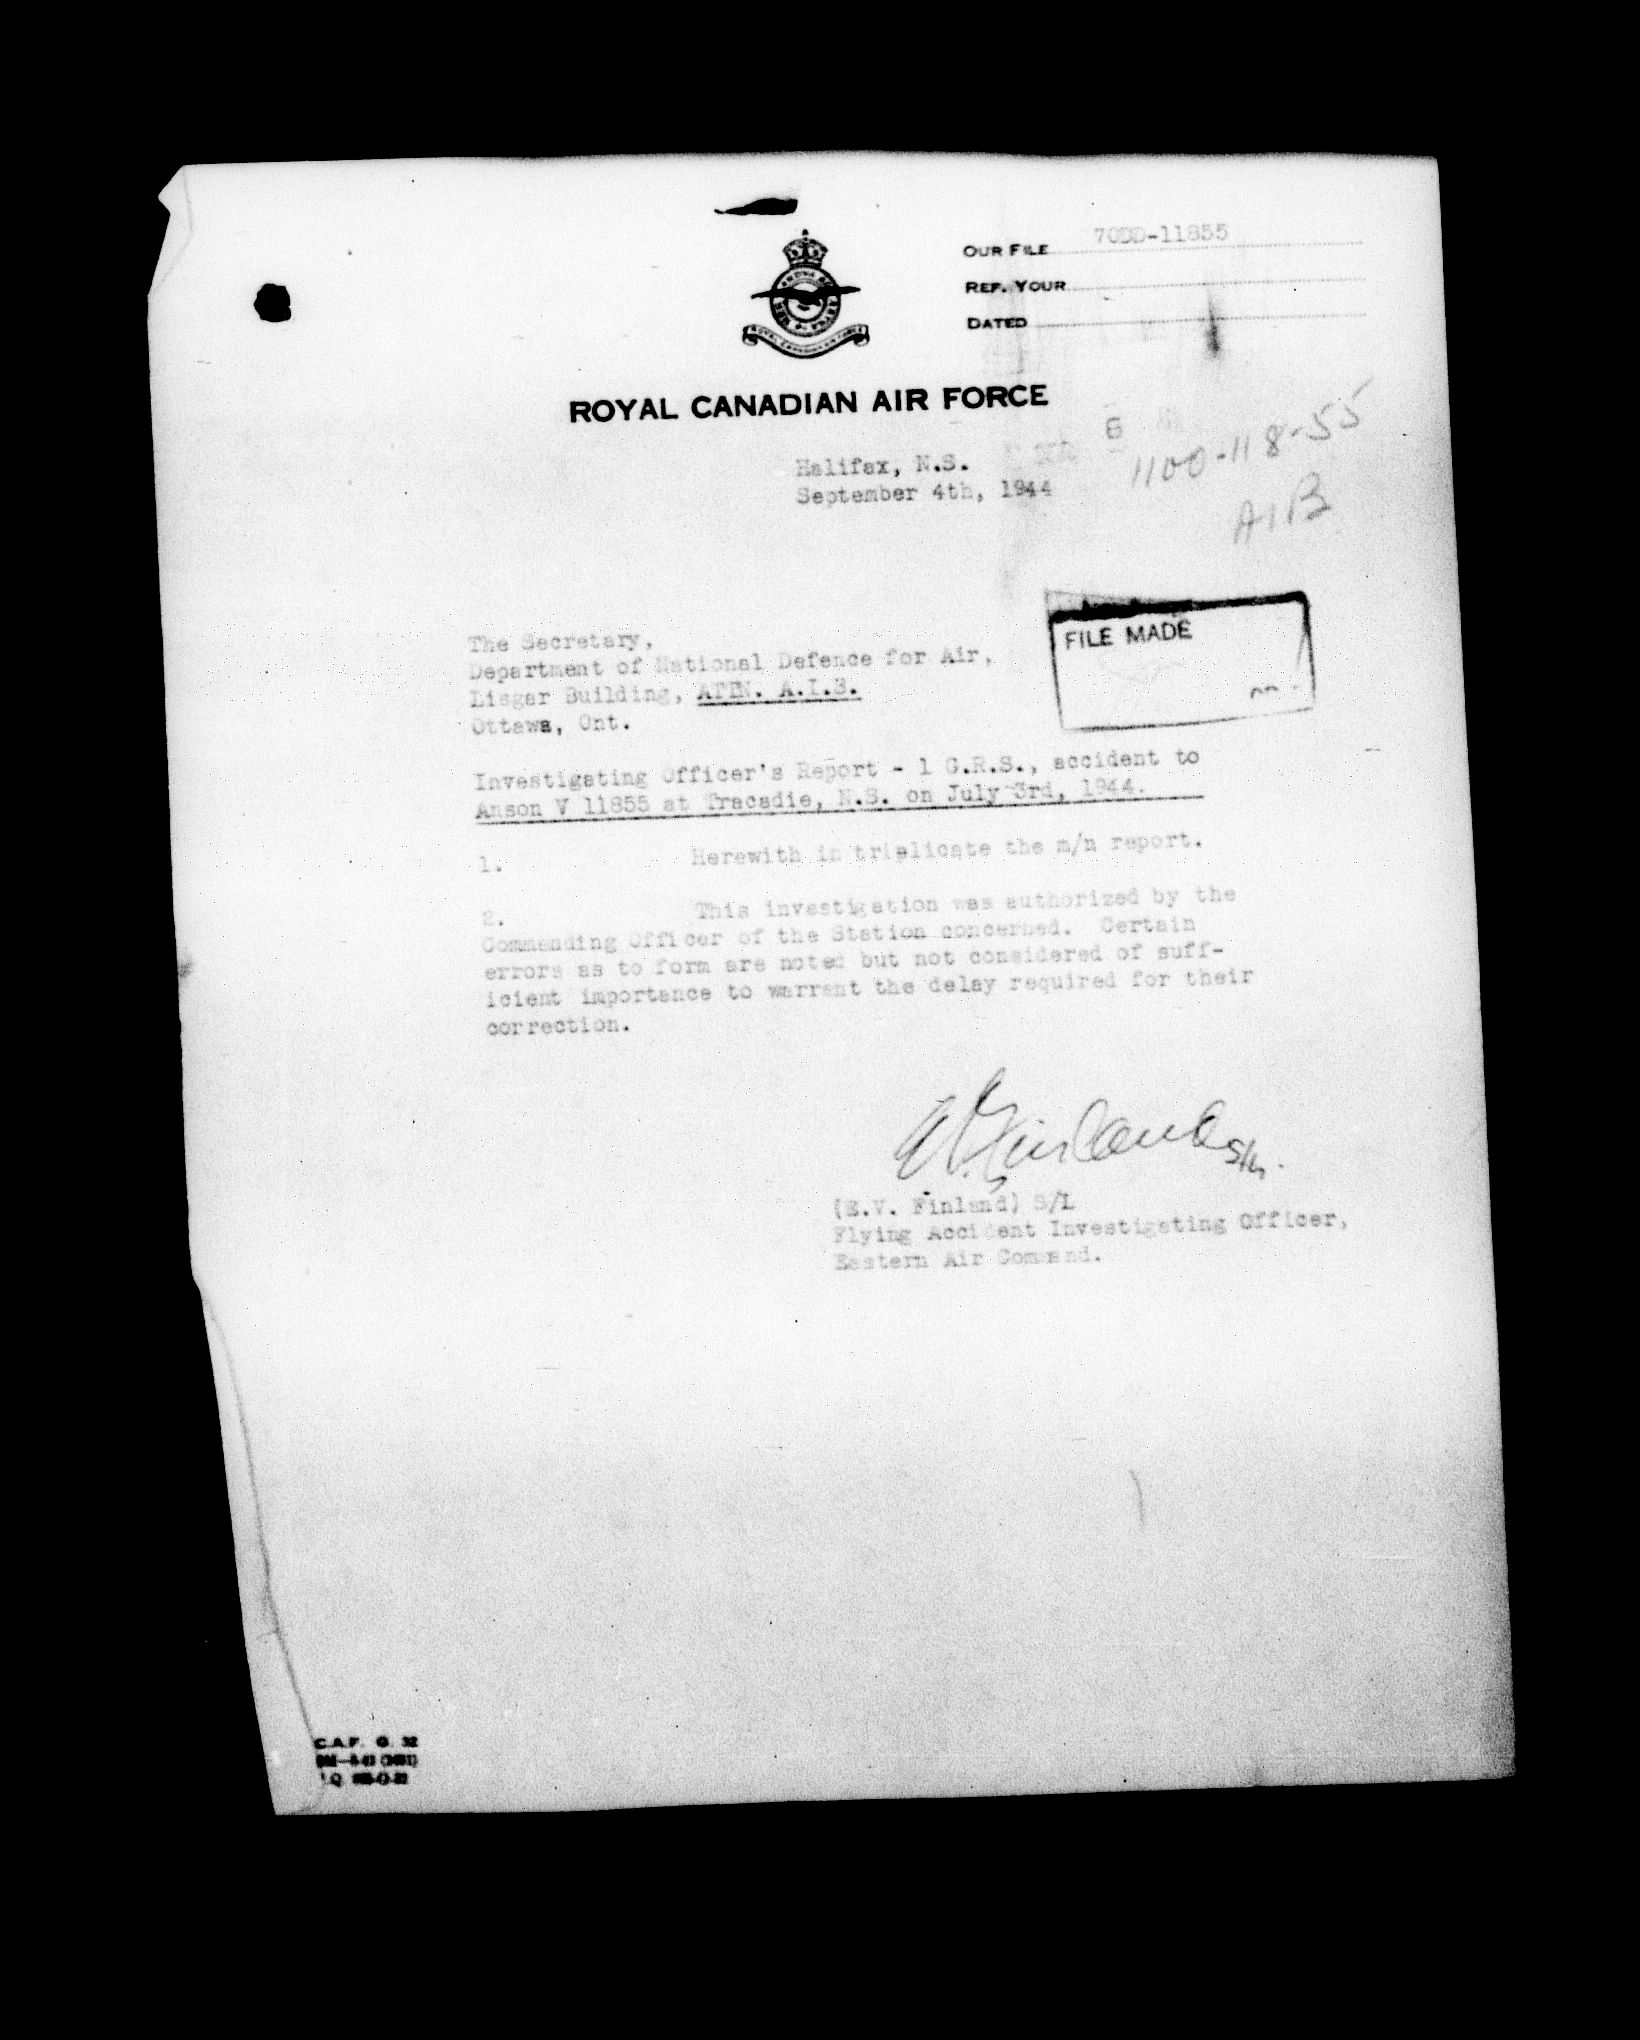 OUR FILE 70DD-11855
REF. YOUR
DATED
ROYAL CANADIAN AIR FORCE
6
Halifax, N.S.
September 4th, 1944
1100-118-55
AIB
FILE MADE
The Secretary,
Department of National Defence for Air,
Lisgar Building, ATTN. A.I.B.
Ottawa, Ont.
Investigating Officer's Report - 1 G.R.S., accident to
Anson V 11855 at Tracadie, N.S. on July 3rd, 1944.
1. Herewith in triplicate the m/n report.
2. This investigation was authorized by the
Commanding Officer of the Station concerned. Certain
errors as to form are noted but not considered of suff-
icient importance to warrant the delay required for their
correction.
E.V. Finland S/L.
(E.V. Finland) S/L
Flying Accident Investigating Officer,
Eastern Air Command.
C.A.F. G. 32